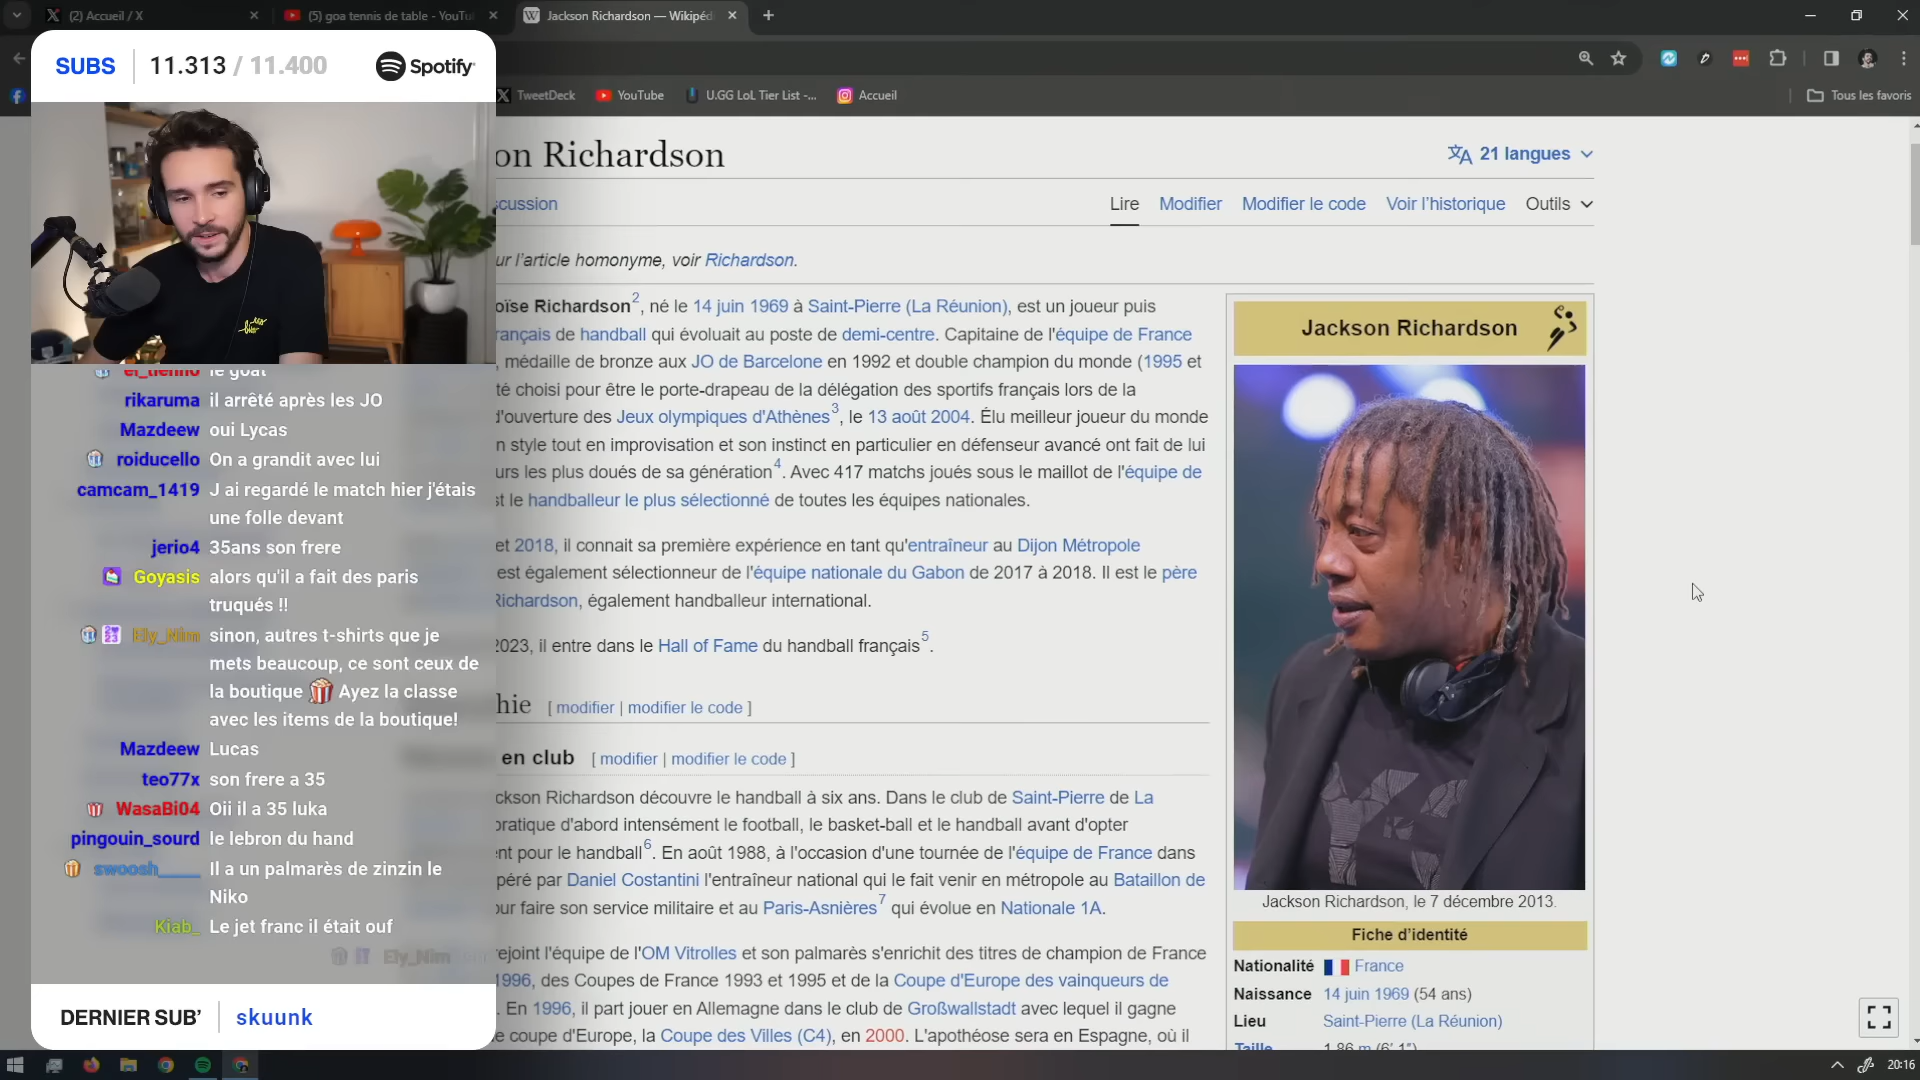 (2) Accueil / X
(5) goa tennis de table - YouTu
Jackson Richardson — Wikipéd
TweetDeck
YouTube
U.GG LoL Tier List -...
Accueil
Tous les favoris
SUBS
11.313 / 11.400
Spotify
on Richardson
21 langues
cussion
Lire
Modifier
Modifier le code
Voir l'historique
Outils
ur l'article homonyme, voir Richardson.
oïse Richardson2, né le 14 juin 1969 à Saint-Pierre (La Réunion), est un joueur puis
rançais de handball qui évoluait au poste de demi-centre. Capitaine de l'équipe de France
, médaille de bronze aux JO de Barcelone en 1992 et double champion du monde (1995 et
té choisi pour être le porte-drapeau de la délégation des sportifs français lors de la
d'ouverture des Jeux olympiques d'Athènes3, le 13 août 2004. Élu meilleur joueur du monde
n style tout en improvisation et son instinct en particulier en défenseur avancé ont fait de lui
urs les plus doués de sa génération4. Avec 417 matchs joués sous le maillot de l'équipe de
st le handballeur le plus sélectionné de toutes les équipes nationales.
et 2018, il connait sa première expérience en tant qu'entraîneur au Dijon Métropole
est également sélectionneur de l'équipe nationale du Gabon de 2017 à 2018. Il est le père
Richardson, également handballeur international.
2023, il entre dans le Hall of Fame du handball français5.
hie [ modifier | modifier le code ]
en club [ modifier | modifier le code ]
ckson Richardson découvre le handball à six ans. Dans le club de Saint-Pierre de La
pratique d'abord intensément le football, le basket-ball et le handball avant d'opter
ent pour le handball6. En août 1988, à l'occasion d'une tournée de l'équipe de France dans
péré par Daniel Costantini l'entraîneur national qui le fait venir en métropole au Bataillon de
our faire son service militaire et au Paris-Asnières7 qui évolue en Nationale 1A.
rejoint l'équipe de l'OM Vitrolles et son palmarès s'enrichit des titres de champion de France
1996, des Coupes de France 1993 et 1995 et de la Coupe d'Europe des vainqueurs de
. En 1996, il part jouer en Allemagne dans le club de Großwallstadt avec lequel il gagne
e coupe d'Europe, la Coupe des Villes (C4), en 2000. L'apothéose sera en Espagne, où il
Jackson Richardson
Jackson Richardson, le 7 décembre 2013.
Fiche d'identité
Nationalité France
Naissance 14 juin 1969 (54 ans)
Lieu Saint-Pierre (La Réunion)
Taille 1,86 m (6′ 1″)
el_tienno le goat
rikaruma il arrêté après les JO
Mazdeew oui Lycas
roiducello On a grandit avec lui
camcam_1419 J ai regardé le match hier j'étais
une folle devant
jerio4 35ans son frere
Goyasis alors qu'il a fait des paris
truqués !!
Ely_Nim sinon, autres t-shirts que je
mets beaucoup, ce sont ceux de
la boutique Ayez la classe
avec les items de la boutique!
Mazdeew Lucas
teo77x son frere a 35
WasaBi04 Oii il a 35 luka
pingouin_sourd le lebron du hand
swoosh_____ Il a un palmarès de zinzin le
Niko
Kiab_ Le jet franc il était ouf
Ely_Nim
DERNIER SUB'
skuunk
20:16